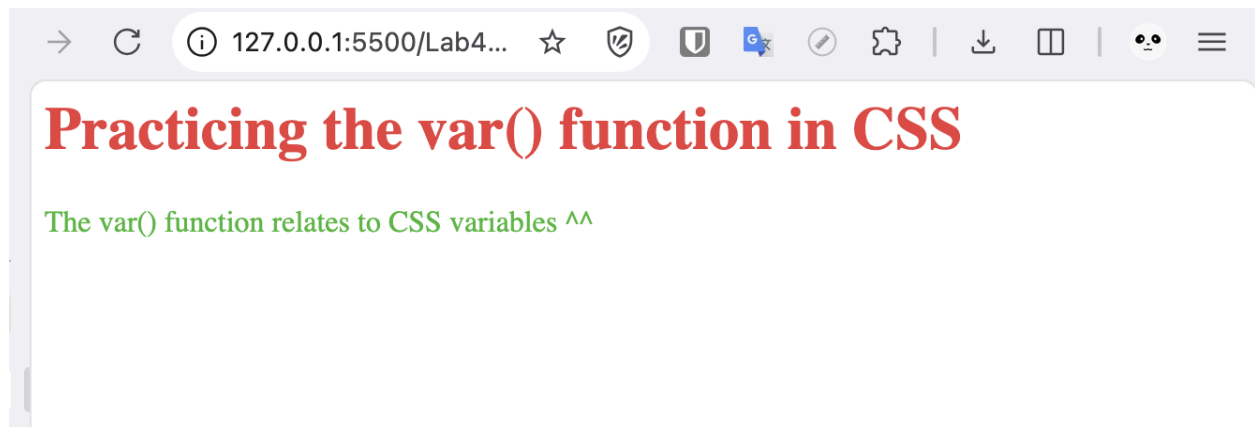 127.0.0.1:5500/Lab4...
Practicing the var() function in CSS
The var() function relates to CSS variables ^^